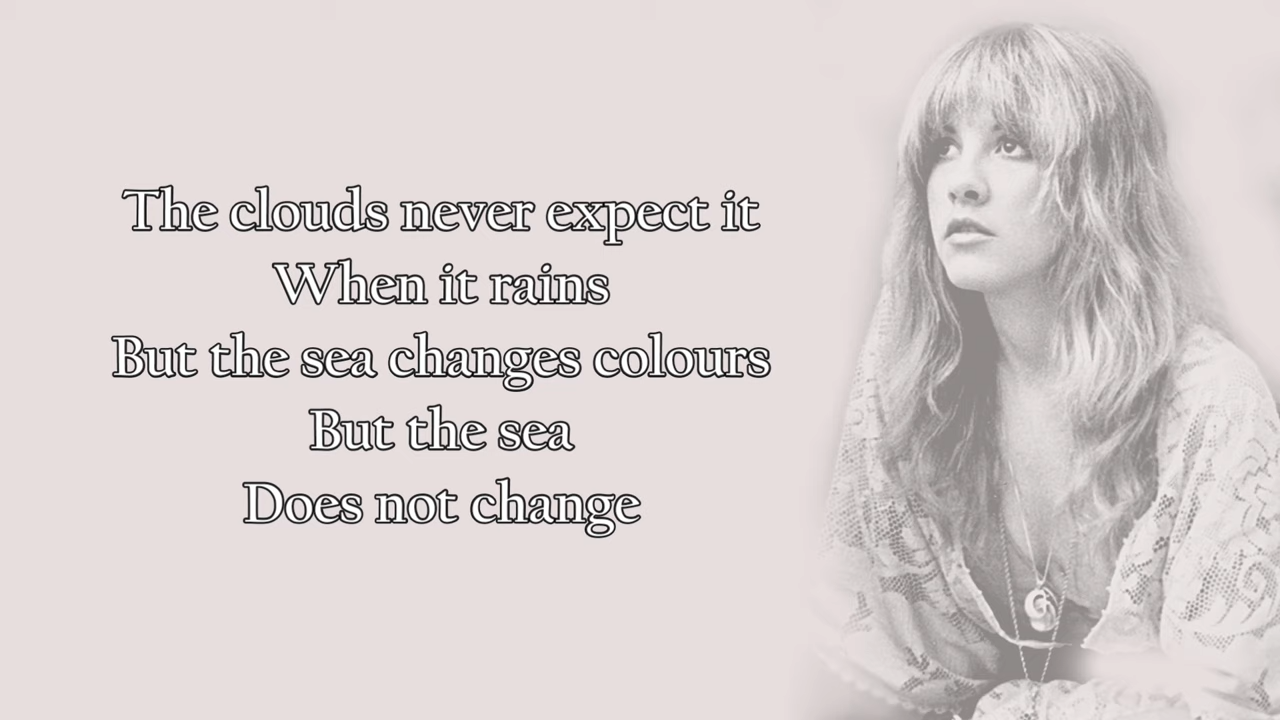 The clouds never expect it
When it rains
But the sea changes colours
But the sea
Does not change